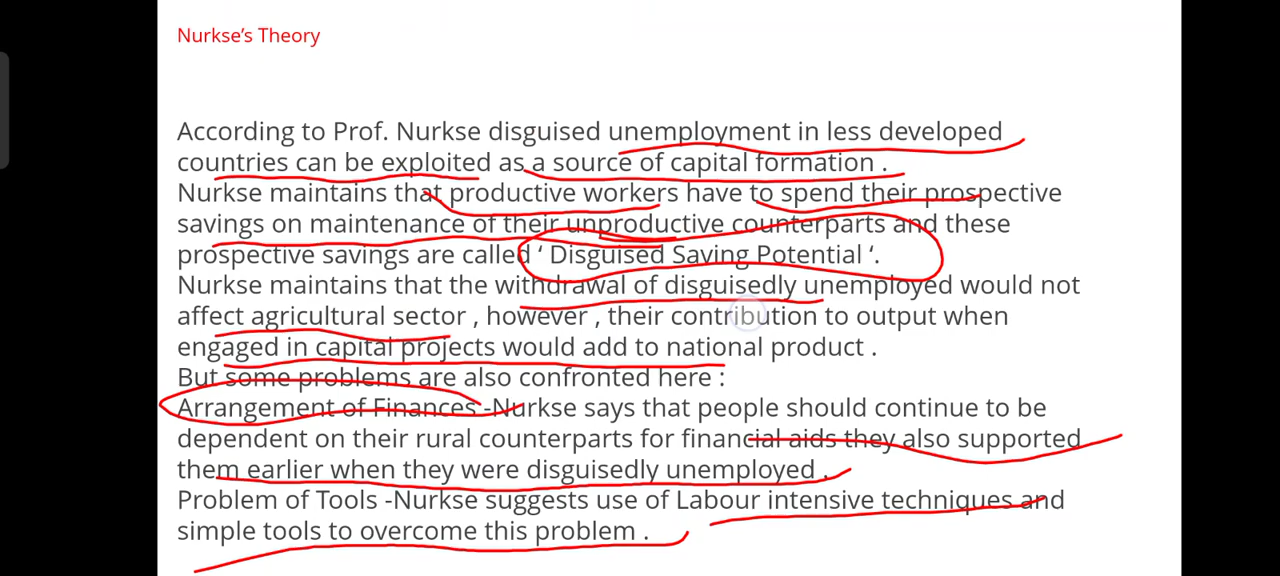 Nurkse’s Theory
According to Prof. Nurkse disguised unemployment in less developed
countries can be exploited as a source of capital formation .
Nurkse maintains that productive workers have to spend their prospective
savings on maintenance of their unproductive counterparts and these
prospective savings are called ‘ Disguised Saving Potential ‘.
Nurkse maintains that the withdrawal of disguisedly unemployed would not
affect agricultural sector , however , their contribution to output when
engaged in capital projects would add to national product .
But some problems are also confronted here :
Arrangement of Finances -Nurkse says that people should continue to be
dependent on their rural counterparts for financial aids they also supported
them earlier when they were disguisedly unemployed .
Problem of Tools -Nurkse suggests use of Labour intensive techniques and
simple tools to overcome this problem .